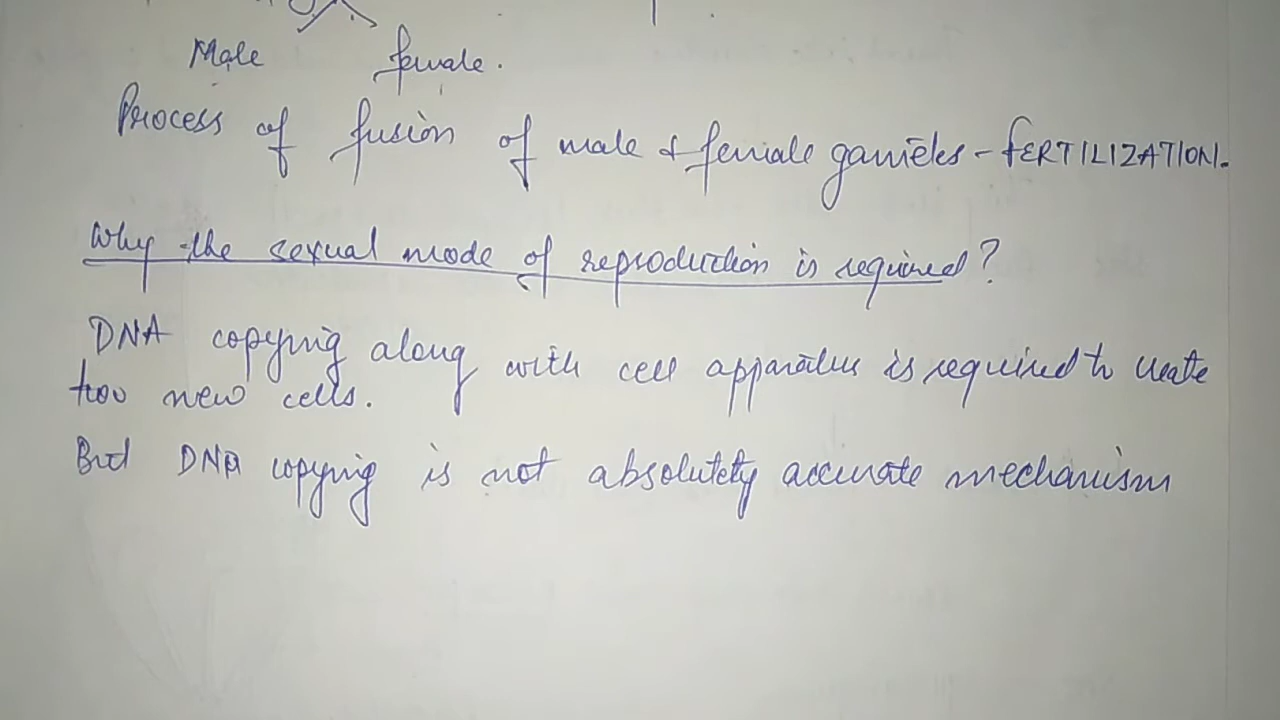 Male female.
Process of fusion of male & female gametes - FERTILIZATION.
Why the sexual mode of reproduction is required?
DNA copying along with cell apparatus is required to create
two new cells.
But DNA copying is not absolutely accurate mechanism